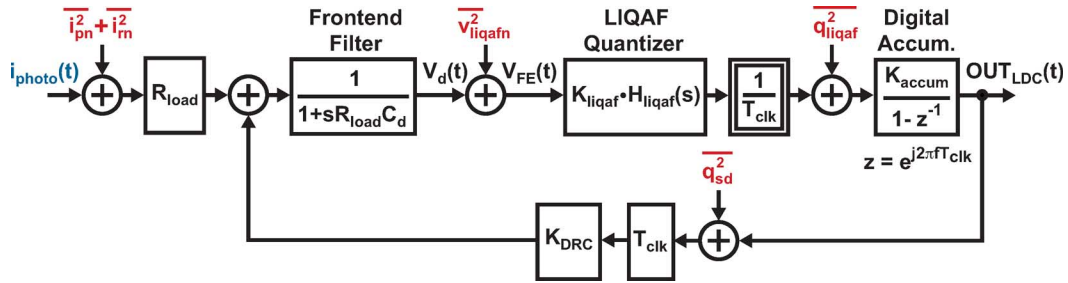 i²pn + i²rn
Frontend Filter
v²liqafn
LIQAF Quantizer
q²liqaf
Digital Accum.
iphoto(t)
Rload
1
1+sRloadCd
Vd(t)
VFE(t)
Kliqaf•Hliqaf(s)
1
Tclk
Kaccum
1- z⁻¹
OUTLDC(t)
z = e^j2πfTclk
q²sd
KDRC
Tclk